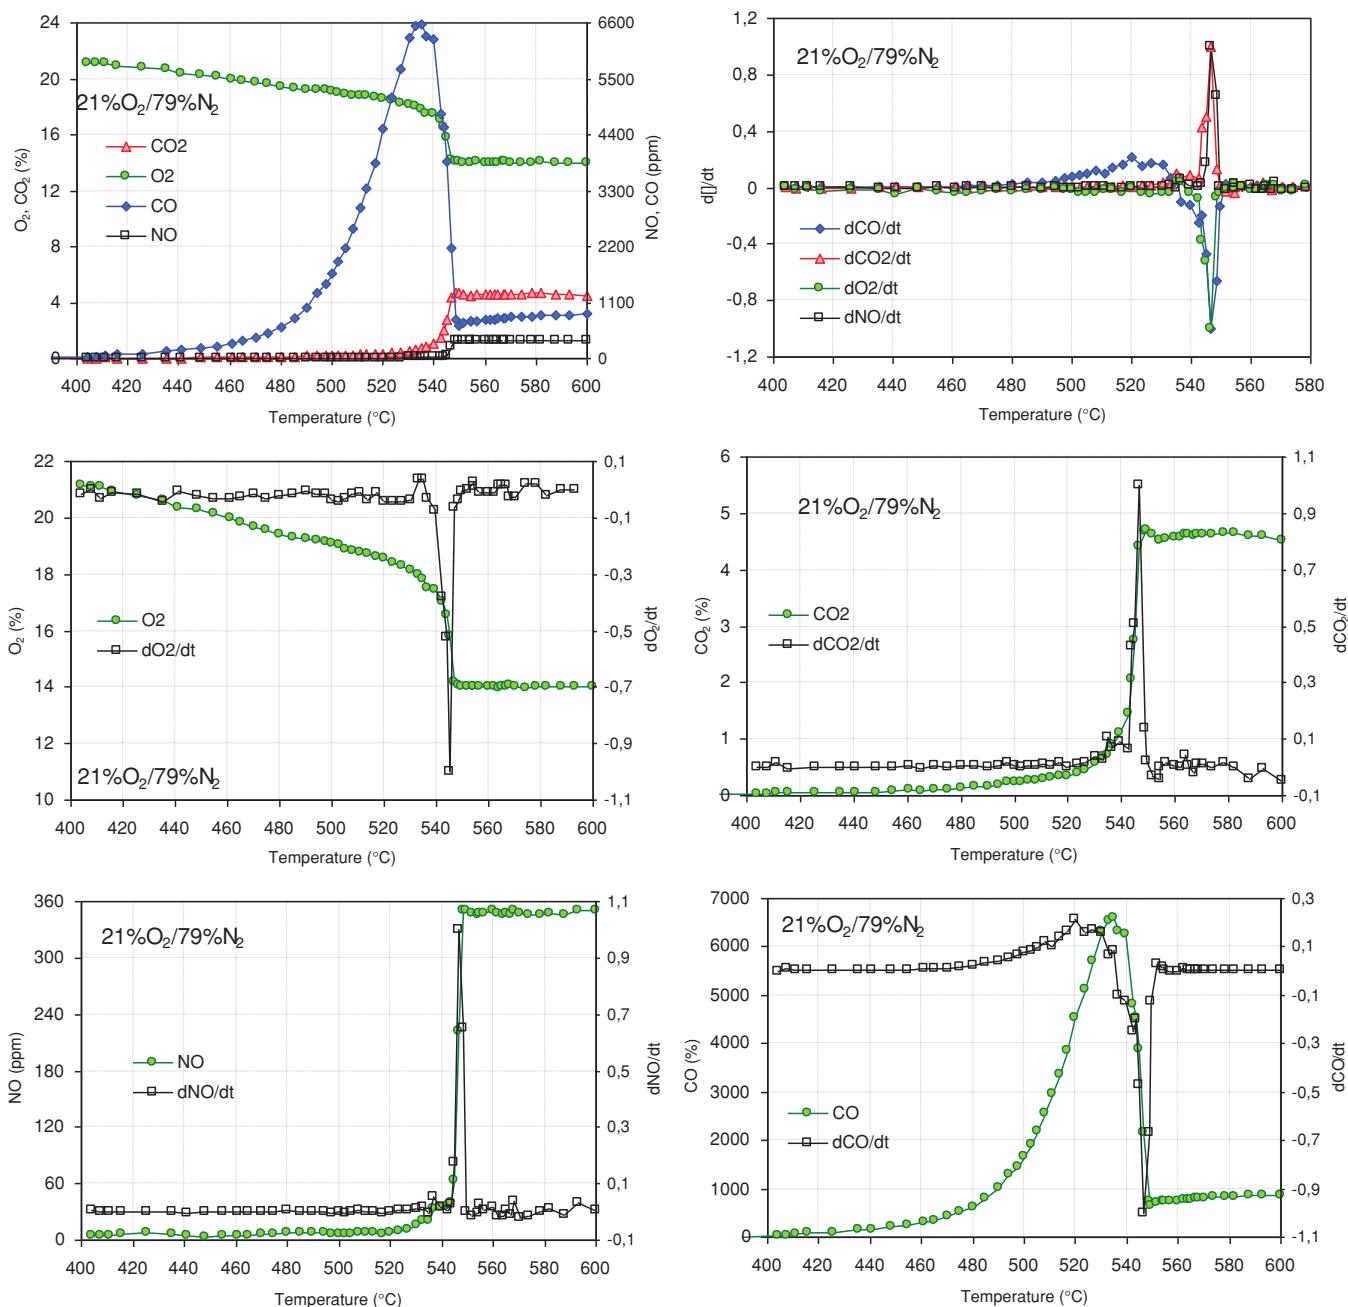 24
20
16
12
8
4
0
6600
5500
4400
3300
2200
1100
0
O₂, CO₂ (%)
NO, CO (ppm)
21%O₂/79%N₂
CO2
O2
CO
NO
400 420 440 460 480 500 520 540 560 580 600
Temperature (°C)
1,2
0,8
0,4
0
-0,4
-0,8
-1,2
d[]/dt
21%O₂/79%N₂
dCO/dt
dCO2/dt
dO2/dt
dNO/dt
400 420 440 460 480 500 520 540 560 580
Temperature (°C)
22
20
18
16
14
12
10
0,1
-0,1
-0,3
-0,5
-0,7
-0,9
-1,1
O₂ (%)
dO₂/dt
O2
dO2/dt
21%O₂/79%N₂
400 420 440 460 480 500 520 540 560 580 600
Temperature (°C)
6
5
4
3
2
1
0
1,1
0,9
0,7
0,5
0,3
0,1
-0,1
CO₂ (%)
dCO₂/dt
21%O₂/79%N₂
CO2
dCO2/dt
400 420 440 460 480 500 520 540 560 580 600
Temperature (°C)
360
300
240
180
120
60
0
1,1
0,9
0,7
0,5
0,3
0,1
-0,1
NO (ppm)
dNO/dt
21%O₂/79%N₂
NO
dNO/dt
400 420 440 460 480 500 520 540 560 580 600
Temperature (°C)
7000
6000
5000
4000
3000
2000
1000
0
0,3
0,1
-0,1
-0,3
-0,5
-0,7
-0,9
-1,1
CO (%)
dCO/dt
21%O₂/79%N₂
CO
dCO/dt
400 420 440 460 480 500 520 540 560 580 600
Temperature (°C)